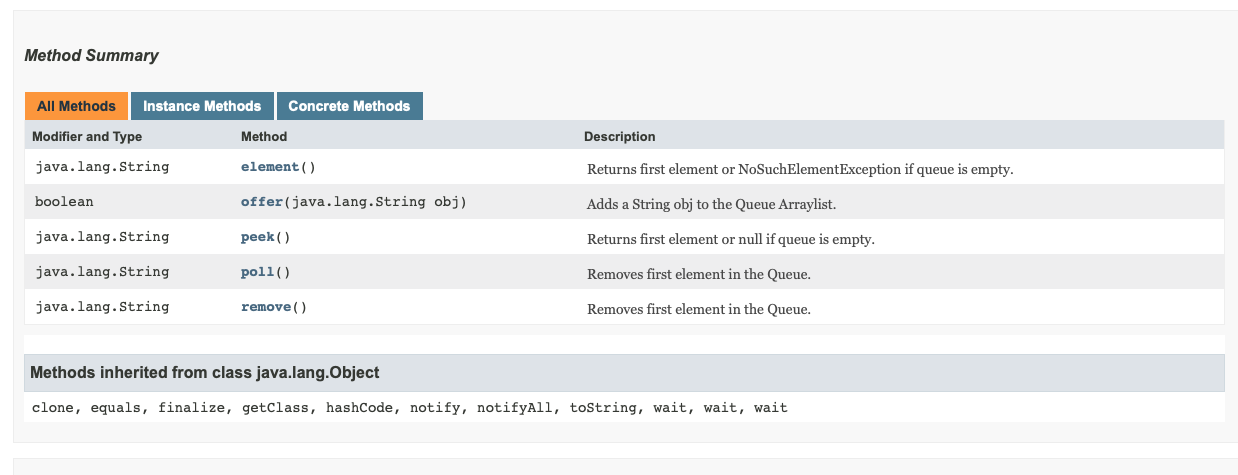 Method Summary
All Methods Instance Methods Concrete Methods
Modifier and Type Method Description
java.lang.String element() Returns first element or NoSuchElementException if queue is empty.
boolean offer(java.lang.String obj) Adds a String obj to the Queue Arraylist.
java.lang.String peek() Returns first element or null if queue is empty.
java.lang.String poll() Removes first element in the Queue.
java.lang.String remove() Removes first element in the Queue.
Methods inherited from class java.lang.Object
clone, equals, finalize, getClass, hashCode, notify, notifyAll, toString, wait, wait, wait